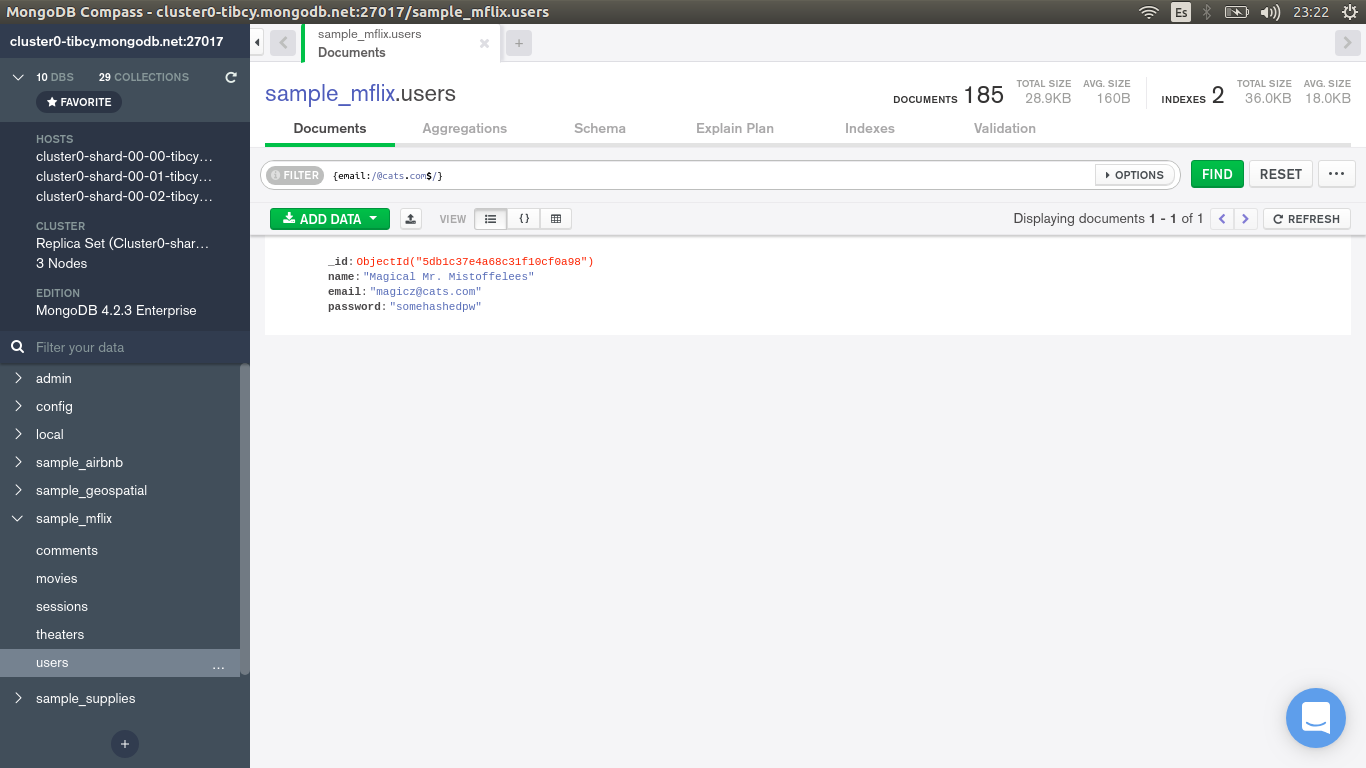 MongoDB Compass - cluster0-tibcy.mongodb.net:27017/sample_mflix.users
Es
23:22
cluster0-tibcy.mongodb.net:27017
10 DBS 29 COLLECTIONS
FAVORITE
HOSTS
cluster0-shard-00-00-tibcy...
cluster0-shard-00-01-tibcy...
cluster0-shard-00-02-tibcy...
CLUSTER
Replica Set (Cluster0-shar...
3 Nodes
EDITION
MongoDB 4.2.3 Enterprise
Filter your data
admin
config
local
sample_airbnb
sample_geospatial
sample_mflix
comments
movies
sessions
theaters
users ...
sample_supplies
+
sample_mflix.users
Documents
+
sample_mflix.users
DOCUMENTS 185
TOTAL SIZE
28.9KB
AVG. SIZE
160B
INDEXES 2
TOTAL SIZE
36.0KB
AVG. SIZE
18.0KB
Documents Aggregations Schema Explain Plan Indexes Validation
FILTER {email:/@cats.com$/} OPTIONS FIND RESET ...
ADD DATA VIEW {} Displaying documents 1 - 1 of 1 REFRESH
_id:ObjectId("5db1c37e4a68c31f10cf0a98")
name:"Magical Mr. Mistoffelees"
email:"magicz@cats.com"
password:"somehashedpw"